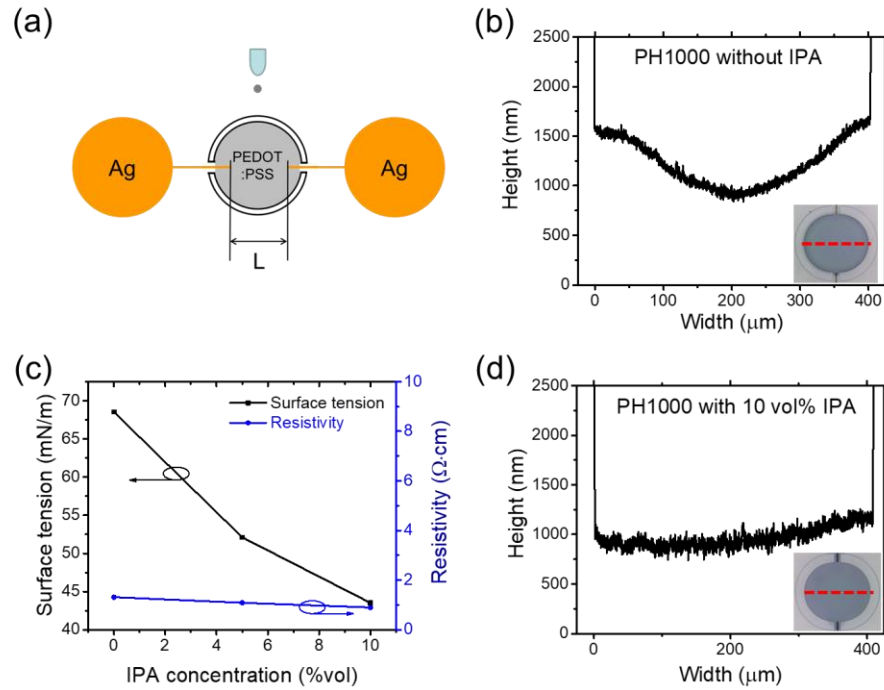 (a)
Ag
PEDOT
:PSS
Ag
L
(b)
2500
2000
1500
1000
500
0
Height (nm)
PH1000 without IPA
0
100
200
300
400
Width (μm)
(c)
70
65
60
55
50
45
40
Surface tension (mN/m)
Surface tension
Resistivity
10
8
6
4
2
0
Resistivity (Ω·cm)
0
2
4
6
8
10
IPA concentration (%vol)
(d)
2500
2000
1500
1000
500
0
Height (nm)
PH1000 with 10 vol% IPA
0
200
400
Width (μm)